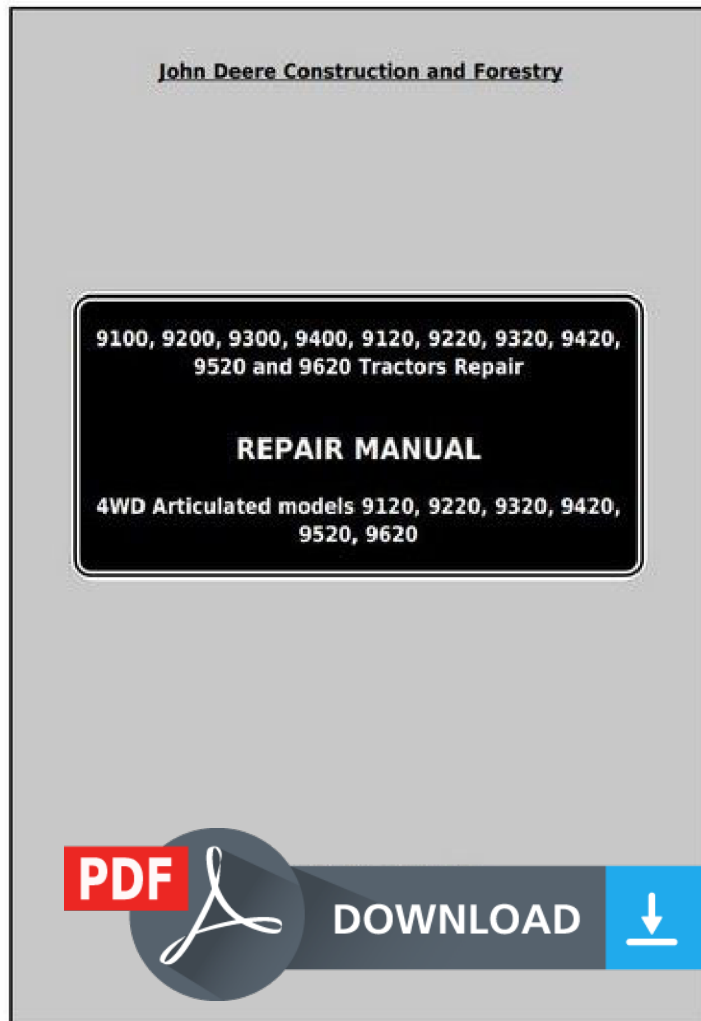 John Deere Construction and Forestry
9100, 9200, 9300, 9400, 9120, 9220, 9320, 9420,
9520 and 9620 Tractors Repair
REPAIR MANUAL
4WD Articulated models 9120, 9220, 9320, 9420,
9520, 9620
PDF
DOWNLOAD